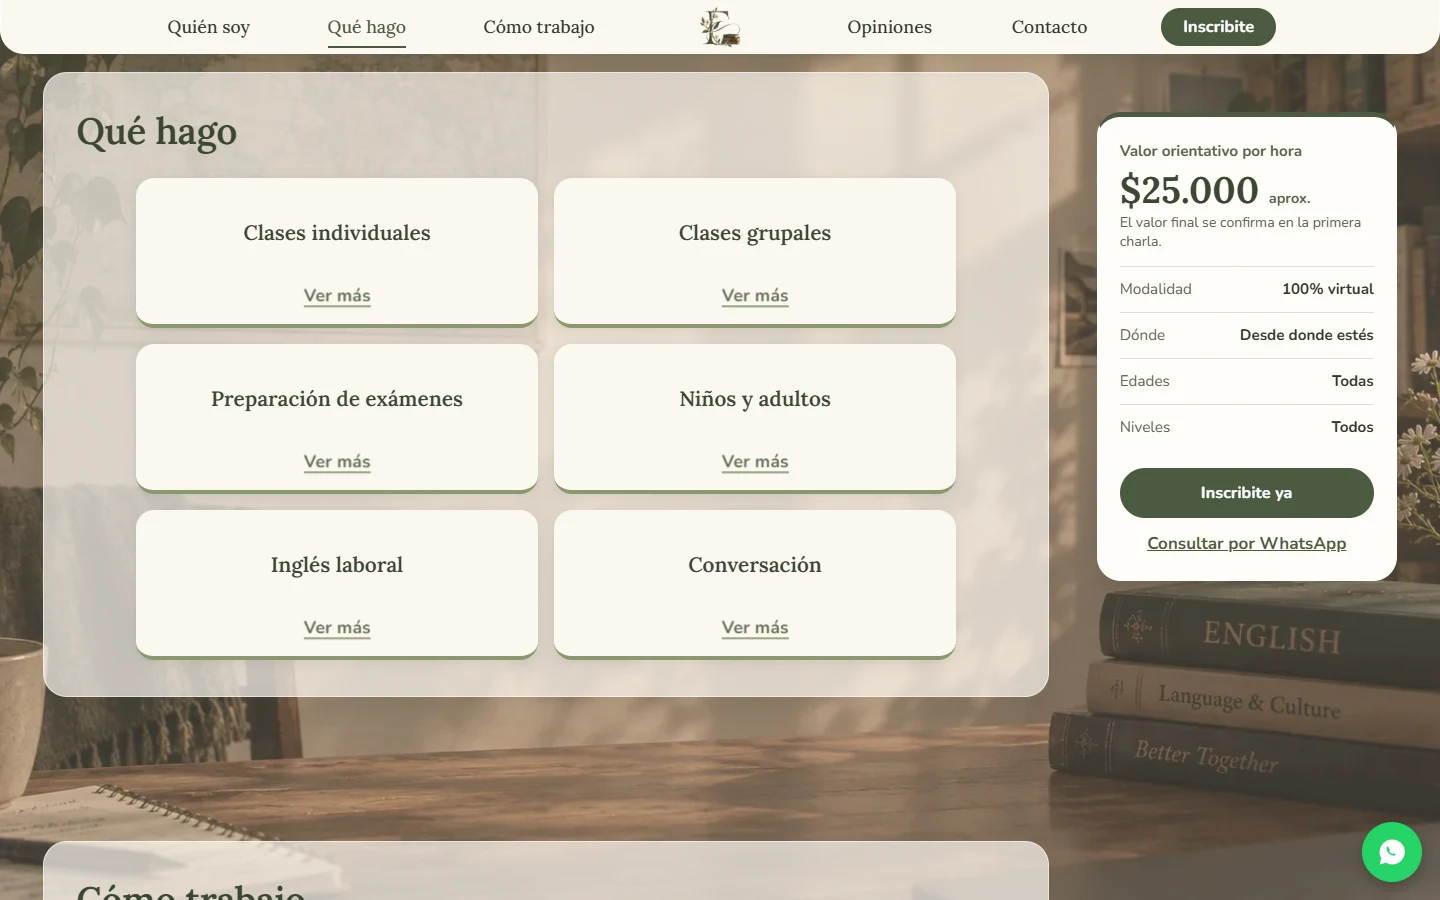 Quién soy
Qué hago
Cómo trabajo
E
Opiniones
Contacto
Inscribite
Qué hago
Clases individuales
Ver más
Clases grupales
Ver más
Preparación de exámenes
Ver más
Niños y adultos
Ver más
Inglés laboral
Ver más
Conversación
Ver más
Valor orientativo por hora
$25.000 aprox.
El valor final se confirma en la primera
charla.
Modalidad 100% virtual
Dónde Desde donde estés
Edades Todas
Niveles Todos
Inscribite ya
Consultar por WhatsApp
ENGLISH
Language & Culture
Better Together
Cómo trabajo